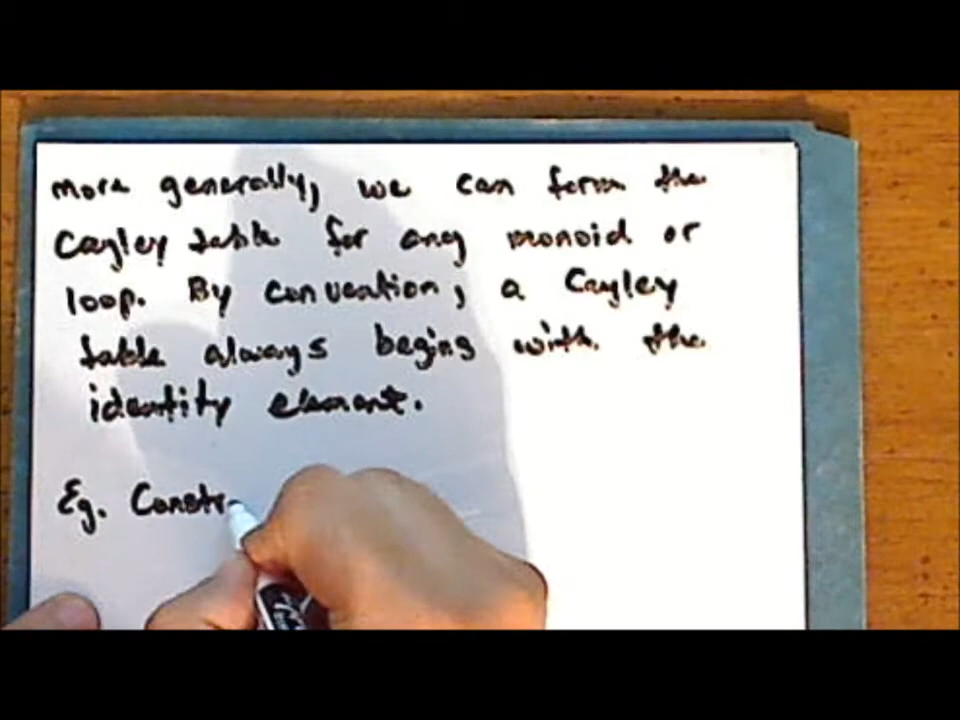 more generally, we can form the
Cayley table for any monoid or
loop. By convention, a Cayley
table always begins with the
identity element.
Eg. Constr